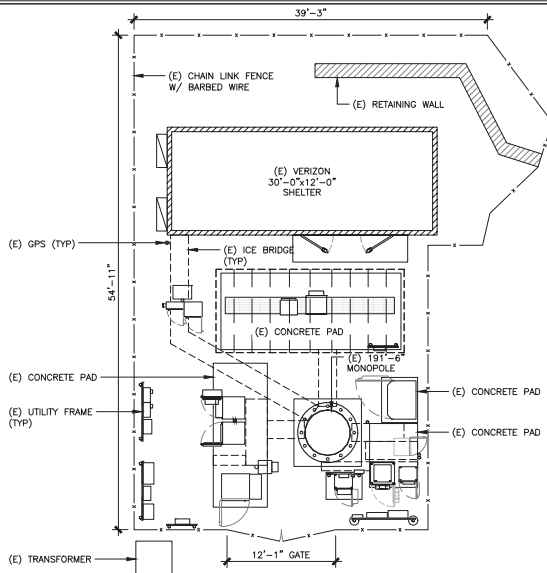 39'-3"
(E) CHAIN LINK FENCE
W/ BARBED WIRE
(E) RETAINING WALL
(E) VERIZON
30'-0"x12'-0"
SHELTER
(E) GPS (TYP)
(E) ICE BRIDGE
(TYP)
54'-11"
(E) CONCRETE PAD
(E) 191'-6"
MONOPOLE
(E) CONCRETE PAD
(E) CONCRETE PAD
(E) UTILITY FRAME
(TYP)
(E) CONCRETE PAD
(E) TRANSFORMER
12'-1" GATE